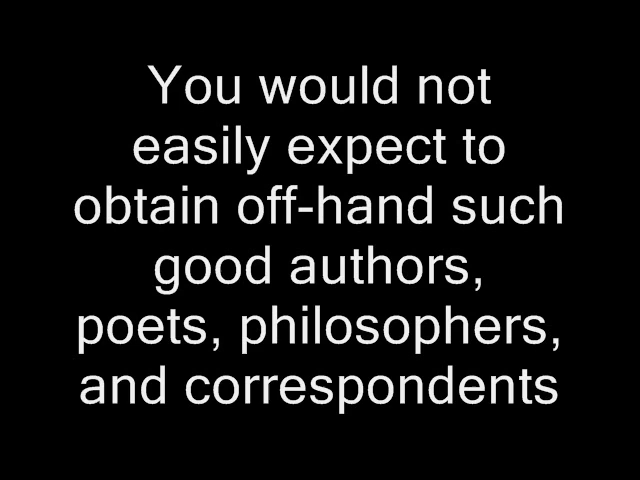 You would not
easily expect to
obtain off-hand such
good authors,
poets, philosophers,
and correspondents